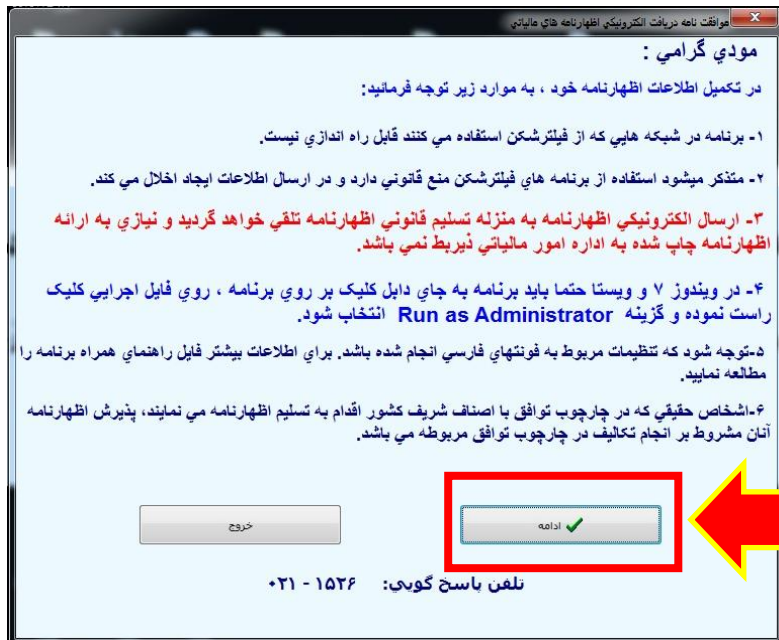 موافقت نامه دريافت الكترونيكي اظهارنامه هاي مالياتي
مودي گرامي :
در تكميل اطلاعات اظهارنامه خود ، به موارد زير توجه فرمائيد:
۱- برنامه در شبكه هايي كه از فيلترشكن استفاده مي كنند قابل راه اندازي نيست.
۲- متذكر ميشود استفاده از برنامه هاي فيلترشكن منع قانوني دارد و در ارسال اطلاعات ايجاد اخلال مي كند.
۳- ارسال الكترونيكي اظهارنامه به منزله تسليم قانوني اظهارنامه تلقي خواهد گرديد و نيازي به ارائه
اظهارنامه چاپ شده به اداره امور مالياتي ذيربط نمي باشد.
۴- در ويندوز ۷ و ويستا حتما بايد برنامه به جاي دابل كليک بر روي برنامه ، روي فايل اجرايي كليک
راست نموده و گزينه Run as Administrator انتخاب شود.
۵-توجه شود كه تنظيمات مربوط به فونتهاي فارسي انجام شده باشد. براي اطلاعات بيشتر فايل راهنماي همراه برنامه را
مطالعه نماييد.
۶-اشخاص حقيقي كه در چارچوب توافق با اصناف شريف كشور اقدام به تسليم اظهارنامه مي نمايند، پذيرش اظهارنامه
آنان مشروط بر انجام تكاليف در چارچوب توافق مربوطه مي باشد.
ادامه
خروج
تلفن پاسخ گويي: ۱۵۲۶ - ۰۲۱